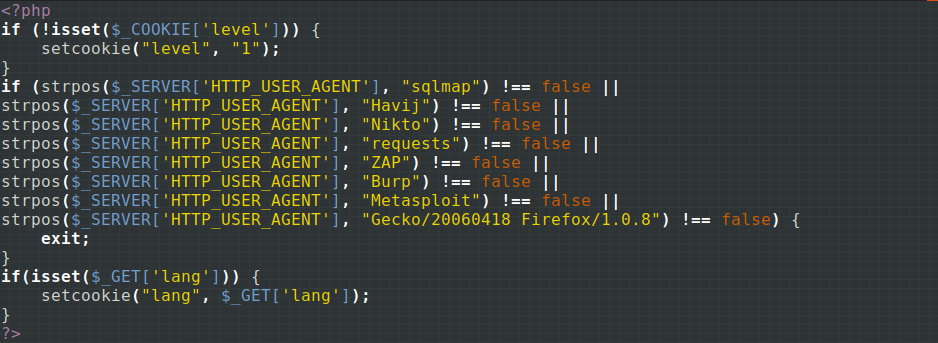 <?php
if (!isset($_COOKIE['level'])) {
    setcookie("level", "1");
}
if (strpos($_SERVER['HTTP_USER_AGENT'], "sqlmap") !== false ||
strpos($_SERVER['HTTP_USER_AGENT'], "Havij") !== false ||
strpos($_SERVER['HTTP_USER_AGENT'], "Nikto") !== false ||
strpos($_SERVER['HTTP_USER_AGENT'], "requests") !== false ||
strpos($_SERVER['HTTP_USER_AGENT'], "ZAP") !== false ||
strpos($_SERVER['HTTP_USER_AGENT'], "Burp") !== false ||
strpos($_SERVER['HTTP_USER_AGENT'], "Metasploit") !== false ||
strpos($_SERVER['HTTP_USER_AGENT'], "Gecko/20060418 Firefox/1.0.8") !== false) {
    exit;
}
if(isset($_GET['lang'])) {
    setcookie("lang", $_GET['lang']);
}
?>